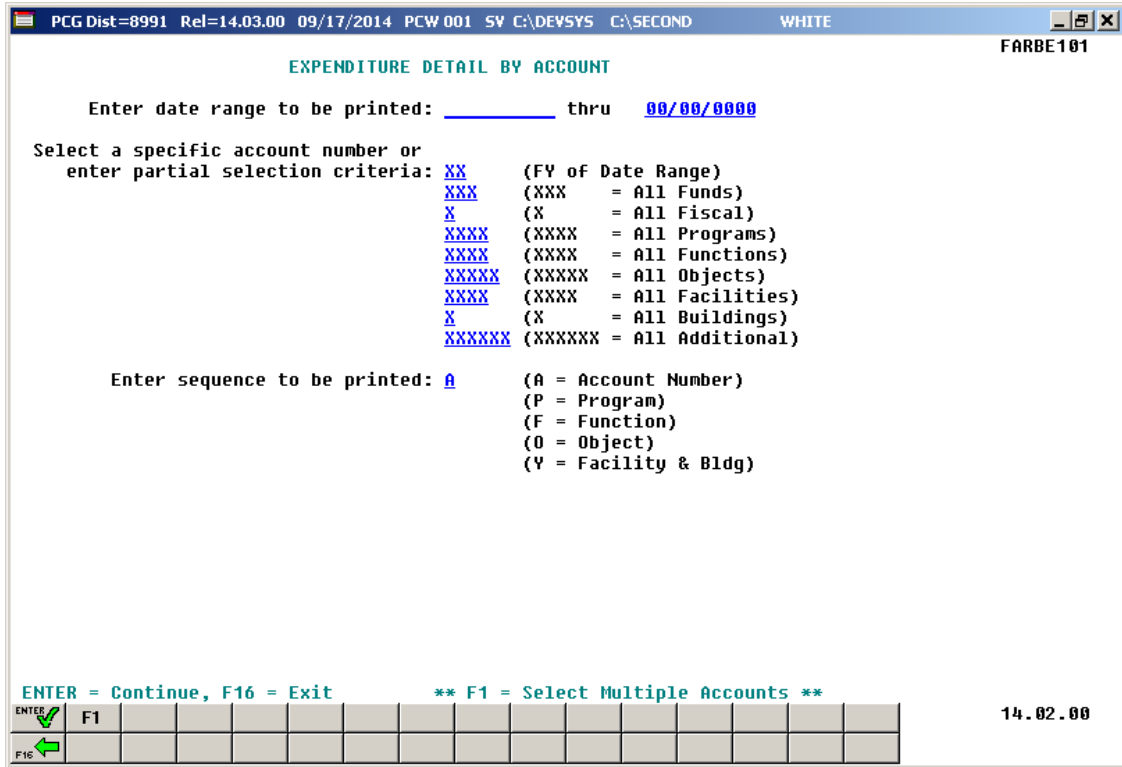 PCG Dist=8991 Rel=14.03.00 09/17/2014 PCW 001 SV C:\DEVSYS C:\SECOND WHITE
FARBE101
EXPENDITURE DETAIL BY ACCOUNT
Enter date range to be printed: __________ thru 00/00/0000
Select a specific account number or
enter partial selection criteria: XX (FY of Date Range)
XXX (XXX = All Funds)
X (X = All Fiscal)
XXXX (XXXX = All Programs)
XXXX (XXXX = All Functions)
XXXXX (XXXXX = All Objects)
XXXX (XXXX = All Facilities)
X (X = All Buildings)
XXXXXX (XXXXXX = All Additional)
Enter sequence to be printed: A (A = Account Number)
(P = Program)
(F = Function)
(O = Object)
(Y = Facility & Bldg)
ENTER = Continue, F16 = Exit ** F1 = Select Multiple Accounts **
ENTER F1
14.02.00
F16